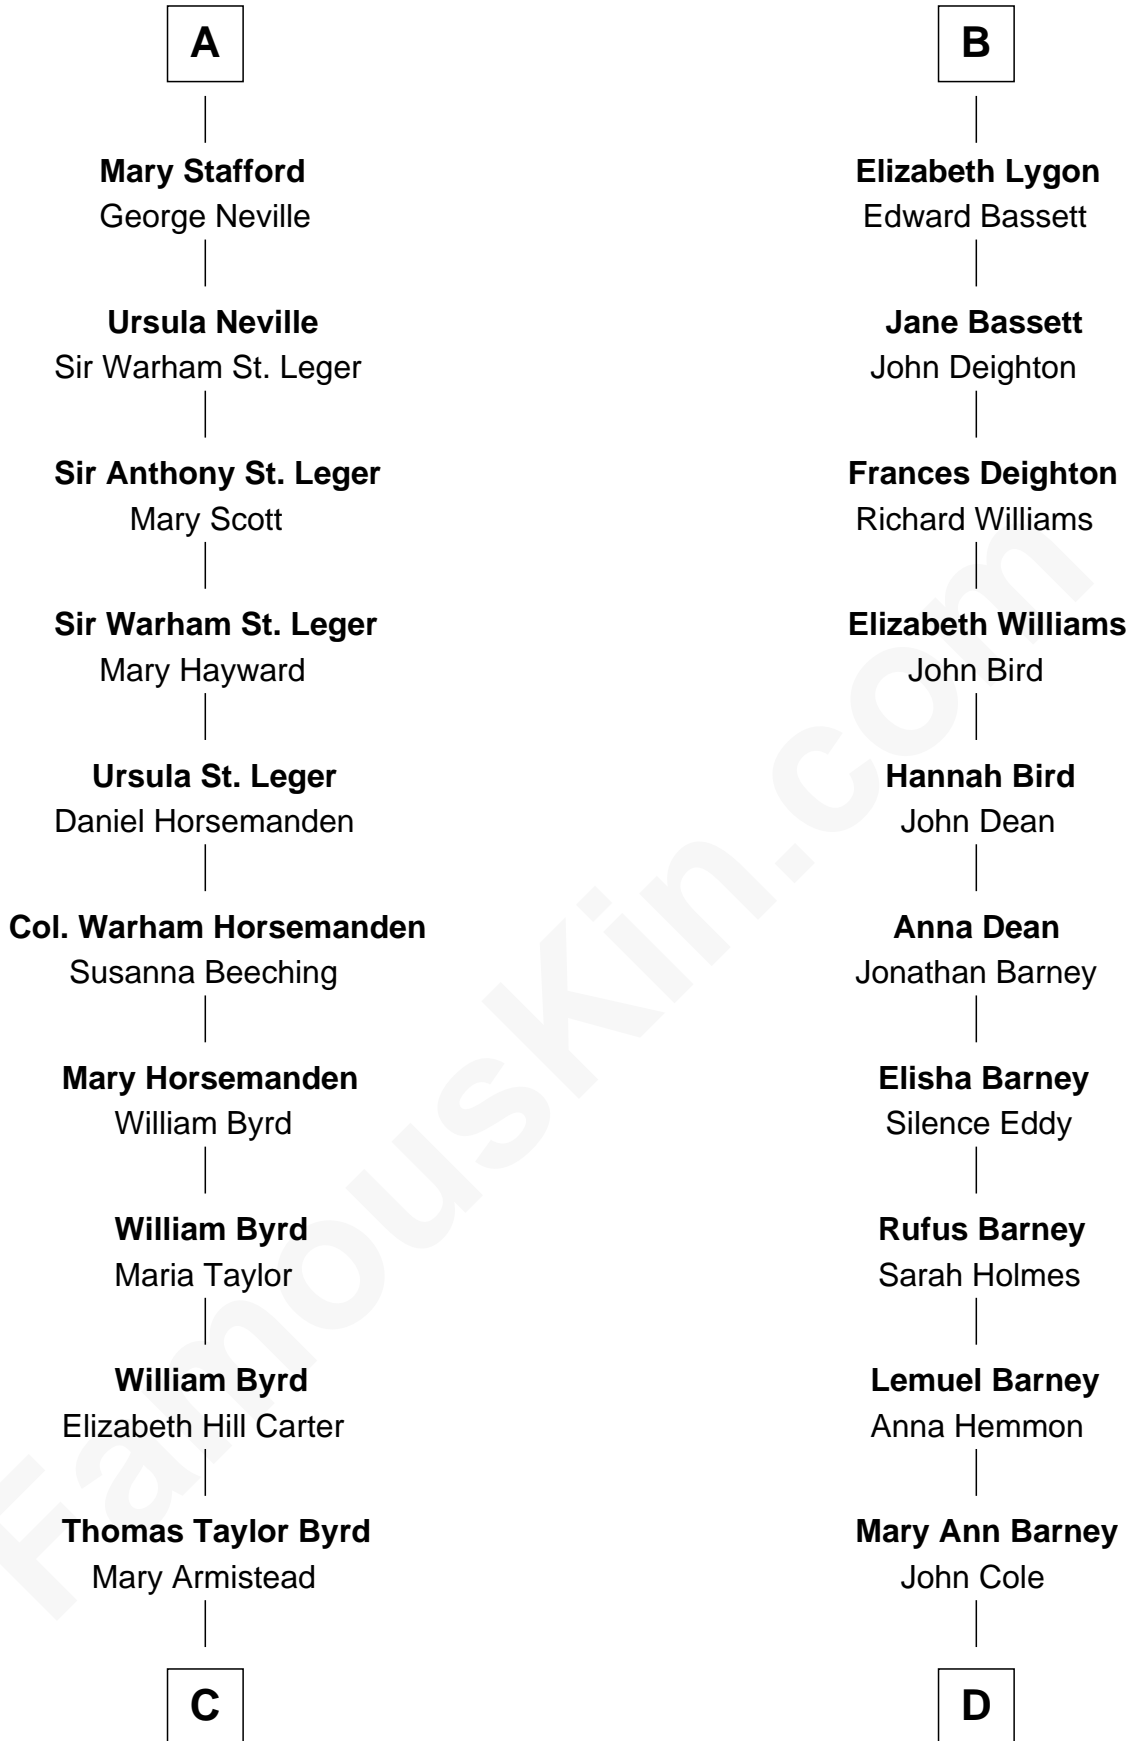 A
Mary Stafford
George Neville
Ursula Neville
Sir Warham St. Leger
Sir Anthony St. Leger
Mary Scott
Sir Warham St. Leger
Mary Hayward
Ursula St. Leger
Daniel Horsemanden
Col. Warham Horsemanden
Susanna Beeching
Mary Horsemanden
William Byrd
William Byrd
Maria Taylor
William Byrd
Elizabeth Hill Carter
Thomas Taylor Byrd
Mary Armistead
C
B
Elizabeth Lygon
Edward Bassett
Jane Bassett
John Deighton
Frances Deighton
Richard Williams
Elizabeth Williams
John Bird
Hannah Bird
John Dean
Anna Dean
Jonathan Barney
Elisha Barney
Silence Eddy
Rufus Barney
Sarah Holmes
Lemuel Barney
Anna Hemmon
Mary Ann Barney
John Cole
D
FamousKin.com